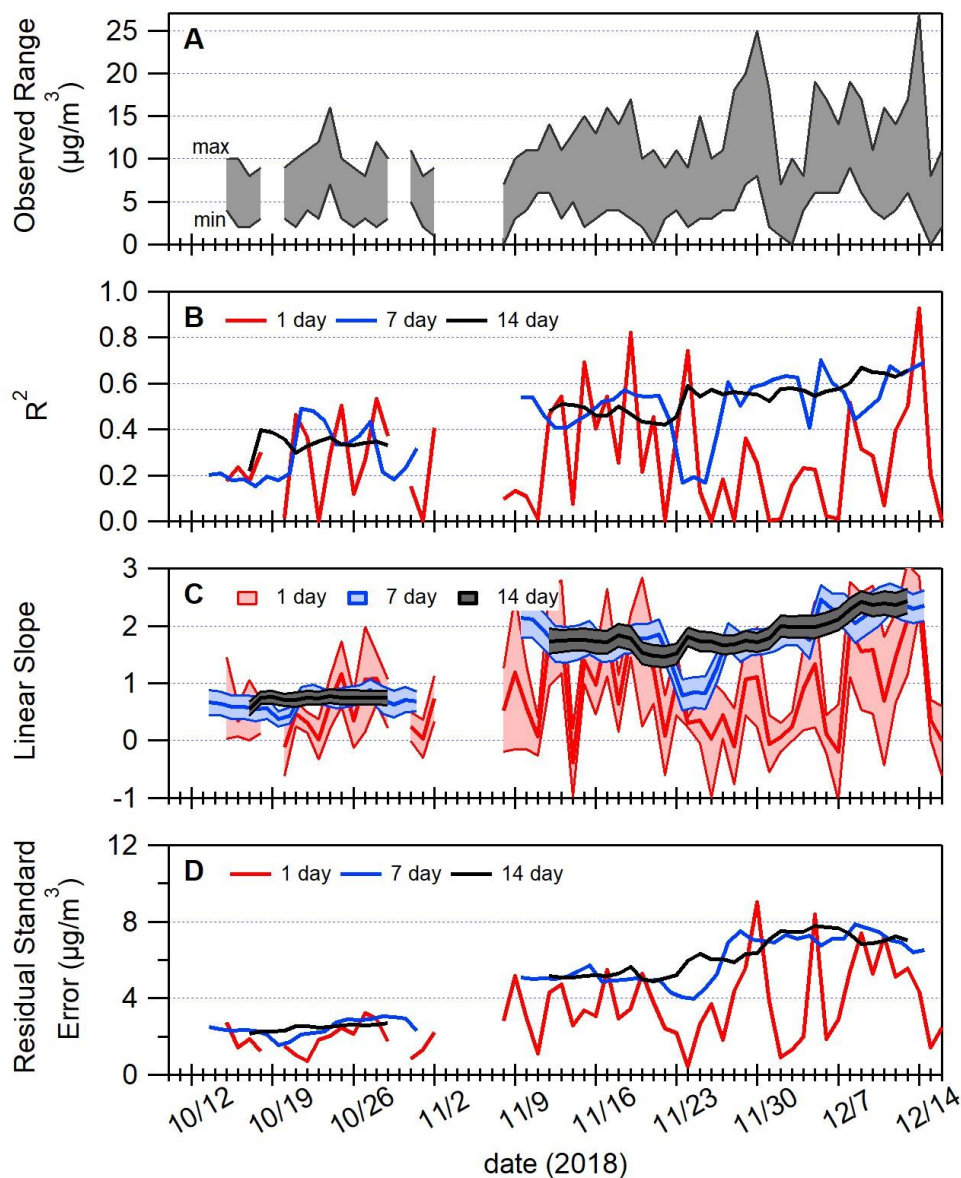 Observed Range
(µg/m³)
A
max
min
25
20
15
10
5
0
R²
B
1 day
7 day
14 day
1.0
0.8
0.6
0.4
0.2
0.0
Linear Slope
C
1 day
7 day
14 day
3
2
1
0
-1
Residual Standard
Error (µg/m³)
D
1 day
7 day
14 day
12
8
4
0
10/12
10/19
10/26
11/2
11/9
11/16
11/23
11/30
12/7
12/14
date (2018)